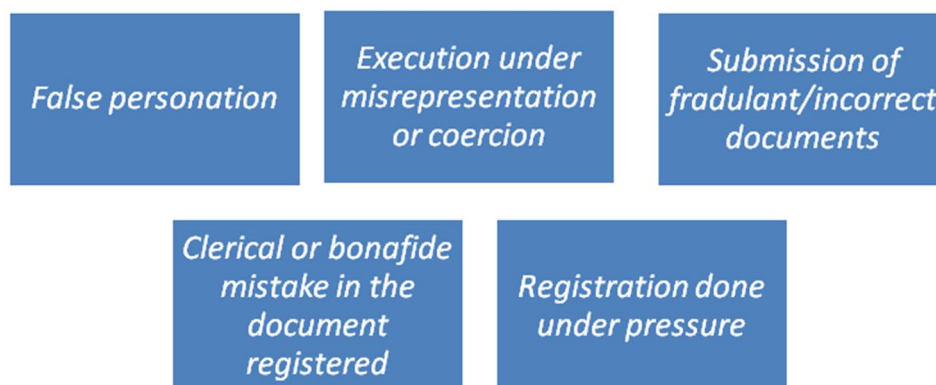 False personation
Execution under
misrepresentation
or coercion
Submission of
fradulant/incorrect
documents
Clerical or bonafide
mistake in the
document
registered
Registration done
under pressure